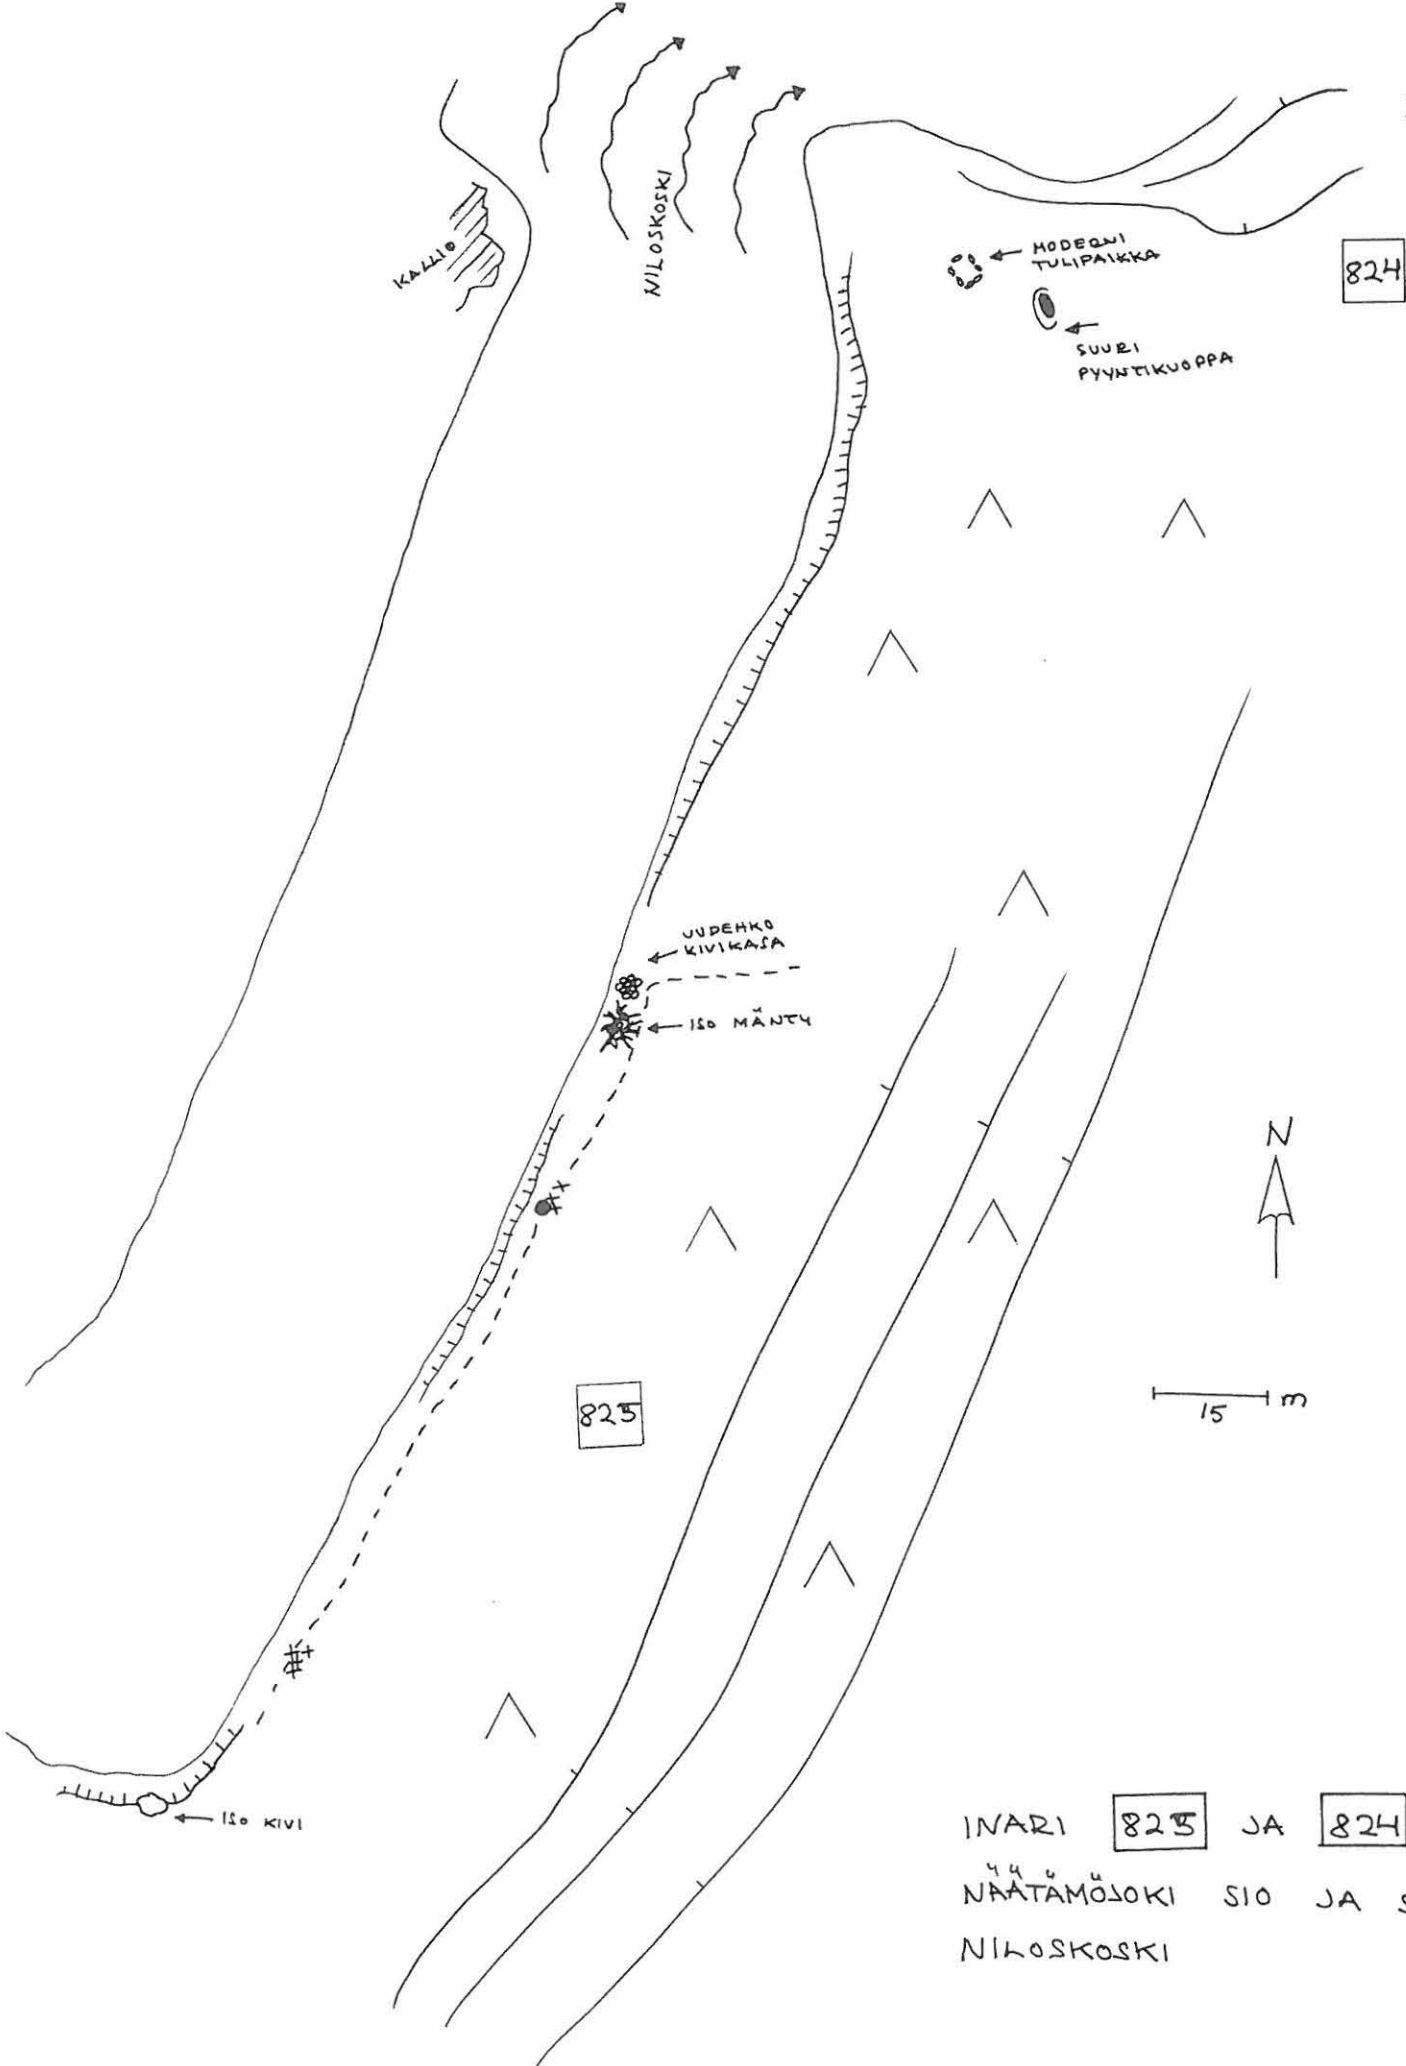 NILOSKOSKI
KALLIO
MODERNI
TULIPAIKKA
824
SUURI
PYYNTIKUOPPA
UUDEHKO
KIVIKASA
ISO MÄNTY
N
15 m
825
ISO KIVI
INARI 825 JA 824
NÄÄTÄMÖJOKI S10 JA S
NILOSKOSKI